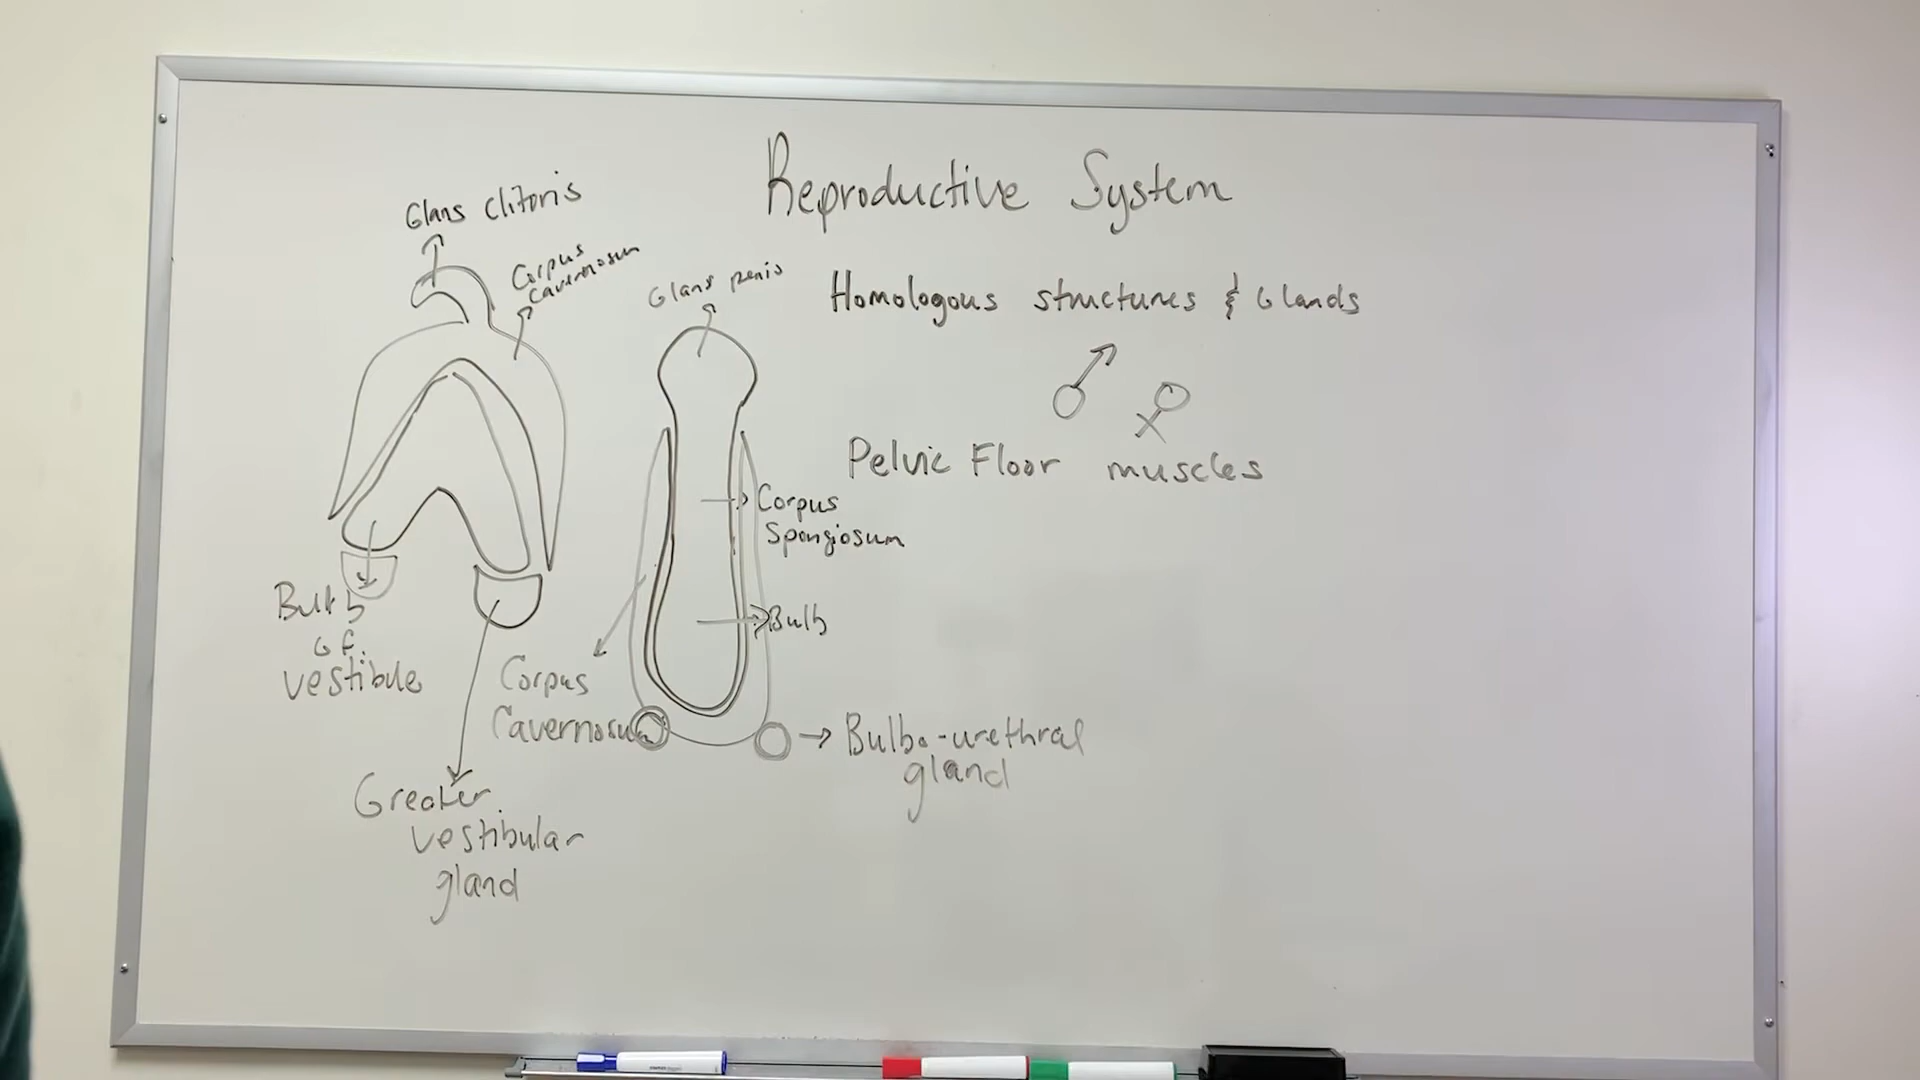 Reproductive System
Homologous structures & Glands
♂ ♀
Pelvic Floor muscles
Glans clitoris
Corpus
cavernosum
Bulb
of
vestibule
Greater
vestibular
gland
Glans penis
Corpus
Spongiosum
Bulb
Corpus
Cavernosum
Bulbo-urethral
gland